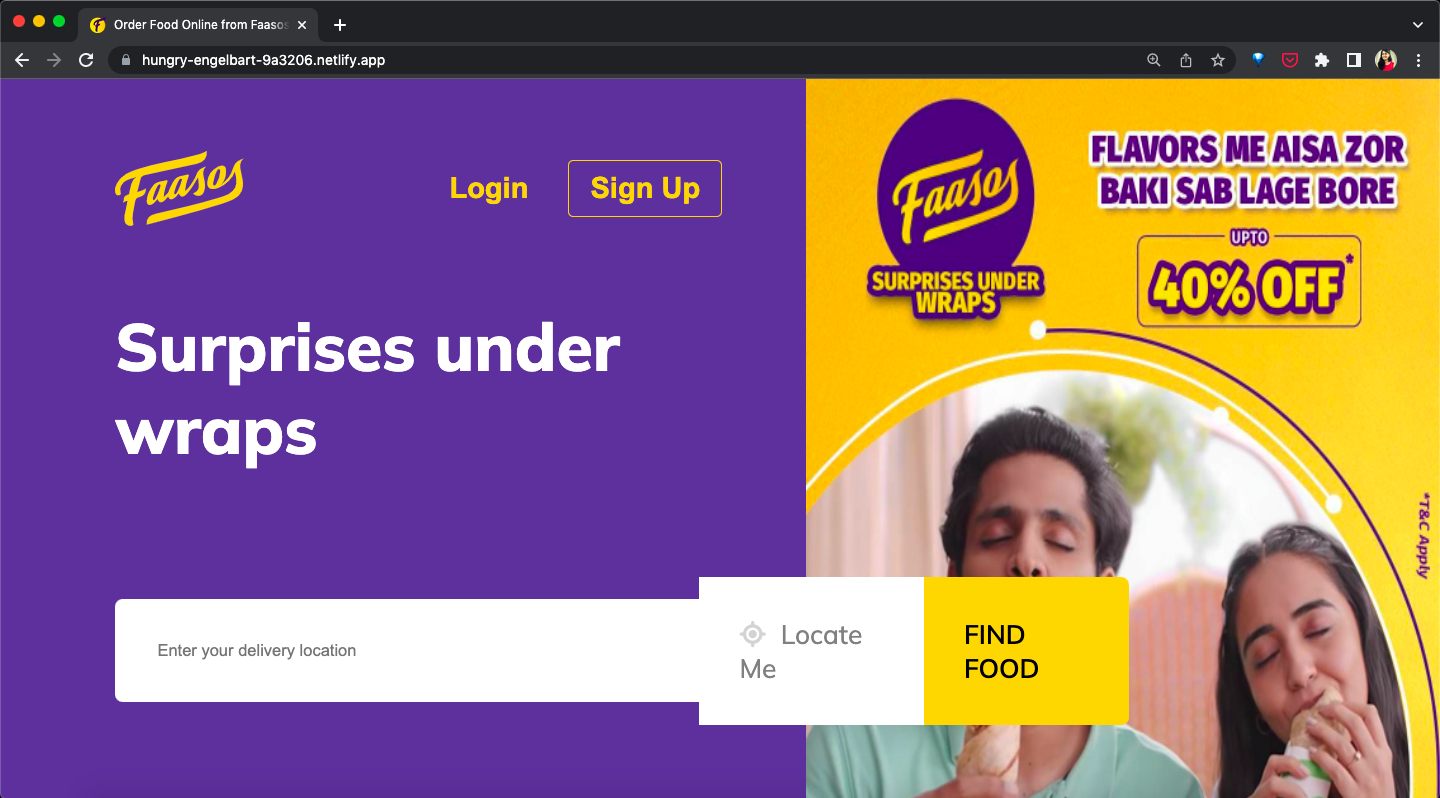 Order Food Online from Faasos
hungry-engelbart-9a3206.netlify.app
Faasos
Login
Sign Up
Surprises under
wraps
Enter your delivery location
Locate
Me
FIND
FOOD
Faasos
SURPRISES UNDER
WRAPS
FLAVORS ME AISA ZOR
BAKI SAB LAGE BORE
UPTO
40% OFF*
*T&C Apply